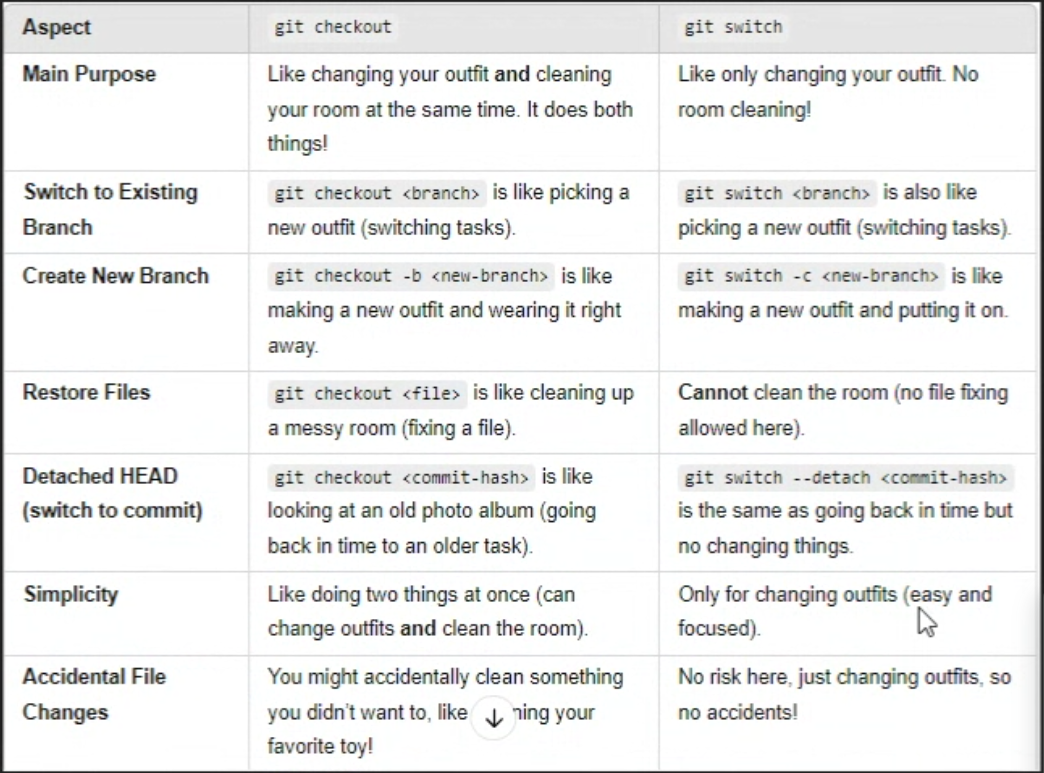 Aspect git checkout git switch
Main Purpose
Like changing your outfit and cleaning
your room at the same time. It does both
things!
Like only changing your outfit. No
room cleaning!
Switch to Existing
Branch
git checkout <branch> is like picking a
new outfit (switching tasks).
git switch <branch> is also like
picking a new outfit (switching tasks).
Create New Branch
git checkout -b <new-branch> is like
making a new outfit and wearing it right
away.
git switch -c <new-branch> is like
making a new outfit and putting it on.
Restore Files
git checkout <file> is like cleaning up
a messy room (fixing a file).
Cannot clean the room (no file fixing
allowed here).
Detached HEAD
(switch to commit)
git checkout <commit-hash> is like
looking at an old photo album (going
back in time to an older task).
git switch --detach <commit-hash>
is the same as going back in time but
no changing things.
Simplicity
Like doing two things at once (can
change outfits and clean the room).
Only for changing outfits (easy and
focused).
Accidental File
Changes
You might accidentally clean something
you didn't want to, like your
favorite toy!
No risk here, just changing outfits, so
no accidents!